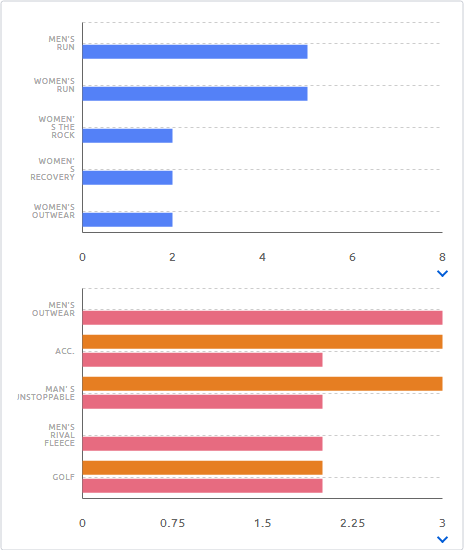 MEN'S
RUN
WOMEN'S
RUN
WOMEN'
S THE
ROCK
WOMEN'
S
RECOVERY
WOMEN'S
OUTWEAR
0 2 4 6 8
MEN'S
OUTWEAR
ACC.
MAN' S
UNSTOPPABLE
MEN'S
RIVAL
FLEECE
GOLF
0 0.75 1.5 2.25 3